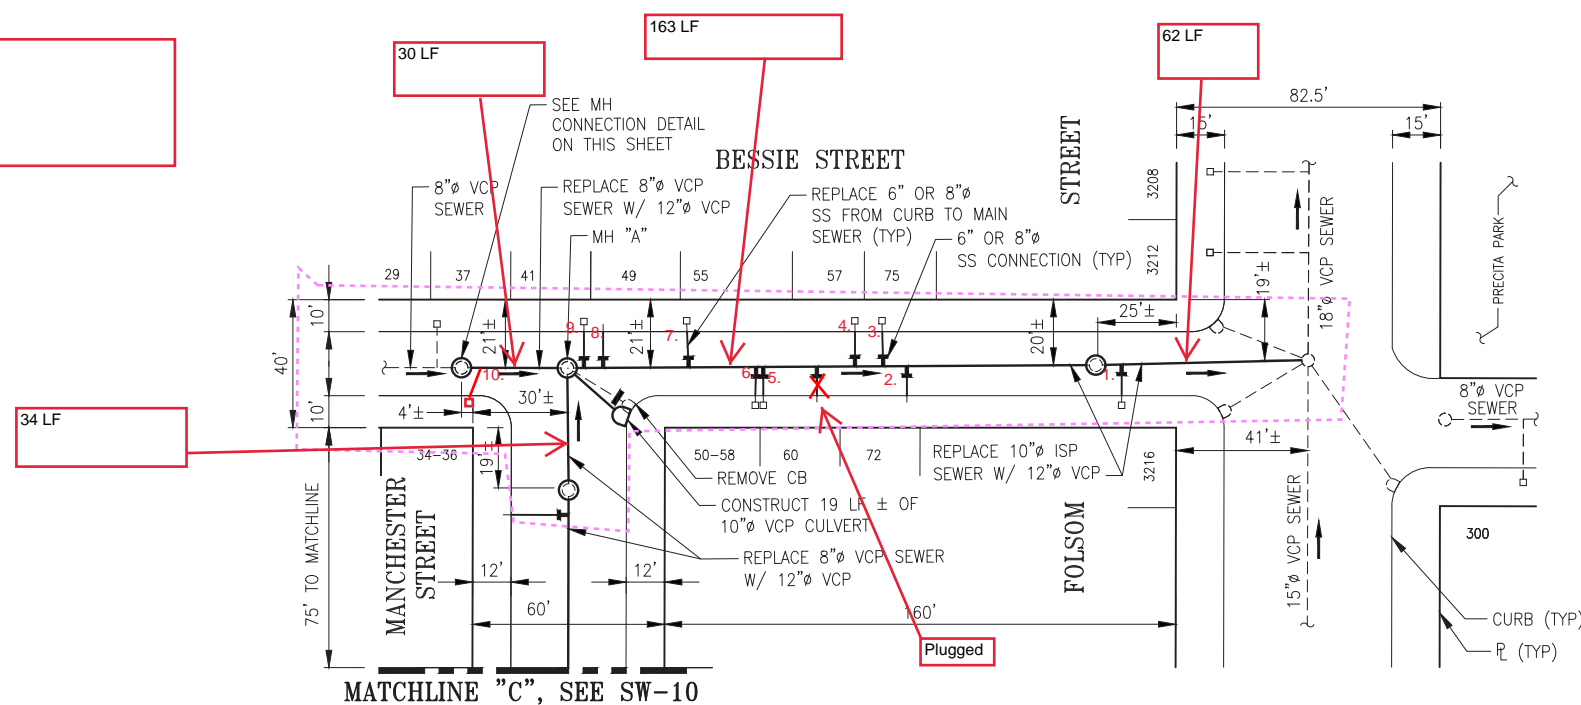 163 LF
30 LF
62 LF
82.5'
15'
15'
SEE MH
CONNECTION DETAIL
ON THIS SHEET
BESSIE STREET
STREET
8"ø VCP
SEWER
REPLACE 8"ø VCP
SEWER W/ 12"ø VCP
MH "A"
REPLACE 6" OR 8"ø
SS FROM CURB TO MAIN
SEWER (TYP)
6" OR 8"ø
SS CONNECTION (TYP)
3208
3212
18"ø VCP SEWER
PRECITA PARK
29
37
41
49
55
57
75
19'±
10'
40'
10'
21'±
21'±
20'±
25'±
9.
8.
7.
4.
3.
10.
6.
5.
2.
1.
4'±
30'±
34 LF
34-36
19'±
50-58
60
72
REPLACE 10"ø ISP
SEWER W/ 12"ø VCP
3216
41'±
8"ø VCP
SEWER
REMOVE CB
CONSTRUCT 19 LF ± OF
10"ø VCP CULVERT
REPLACE 8"ø VCP SEWER
W/ 12"ø VCP
75' TO MATCHLINE
MANCHESTER
STREET
FOLSOM
15"ø VCP SEWER
300
12'
12'
60'
160'
Plugged
CURB (TYP)
PL (TYP)
MATCHLINE "C", SEE SW-10